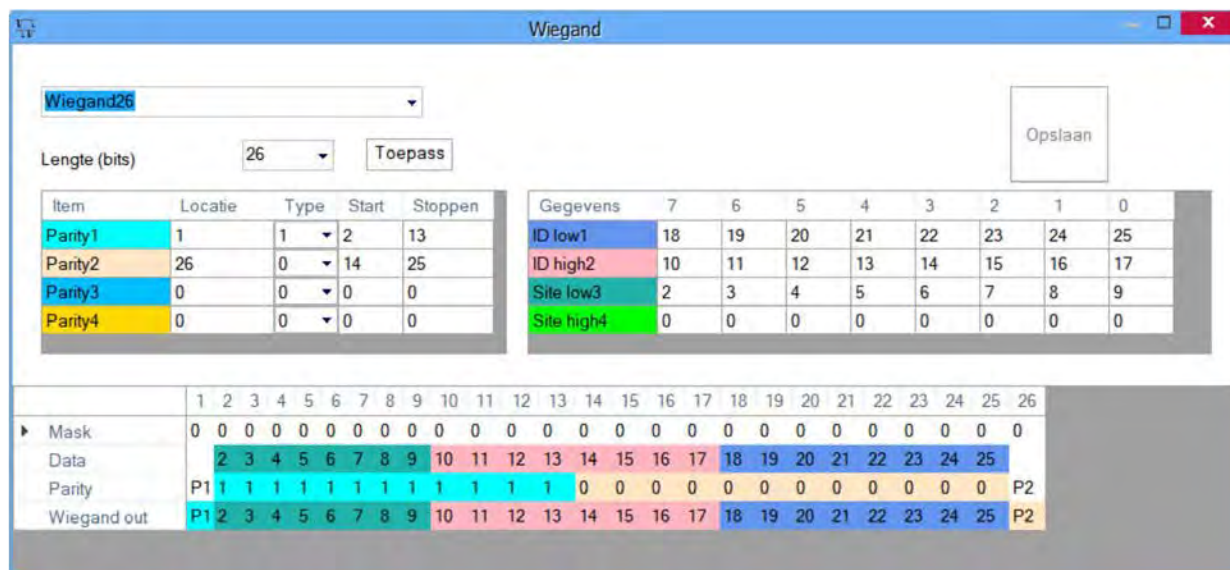 Wiegand
Wiegand26
Opslaan
Lengte (bits) 26 Toepass
Item Locatie Type Start Stoppen
Parity1 1 1 2 13
Parity2 26 0 14 25
Parity3 0 0 0 0
Parity4 0 0 0 0
Gegevens 7 6 5 4 3 2 1 0
ID low1 18 19 20 21 22 23 24 25
ID high2 10 11 12 13 14 15 16 17
Site low3 2 3 4 5 6 7 8 9
Site high4 0 0 0 0 0 0 0 0
1 2 3 4 5 6 7 8 9 10 11 12 13 14 15 16 17 18 19 20 21 22 23 24 25 26
Mask 0 0 0 0 0 0 0 0 0 0 0 0 0 0 0 0 0 0 0 0 0 0 0 0 0 0
Data 2 3 4 5 6 7 8 9 10 11 12 13 14 15 16 17 18 19 20 21 22 23 24 25
Parity P1 1 1 1 1 1 1 1 1 1 1 1 1 0 0 0 0 0 0 0 0 0 0 0 0 P2
Wiegand out P1 2 3 4 5 6 7 8 9 10 11 12 13 14 15 16 17 18 19 20 21 22 23 24 25 P2